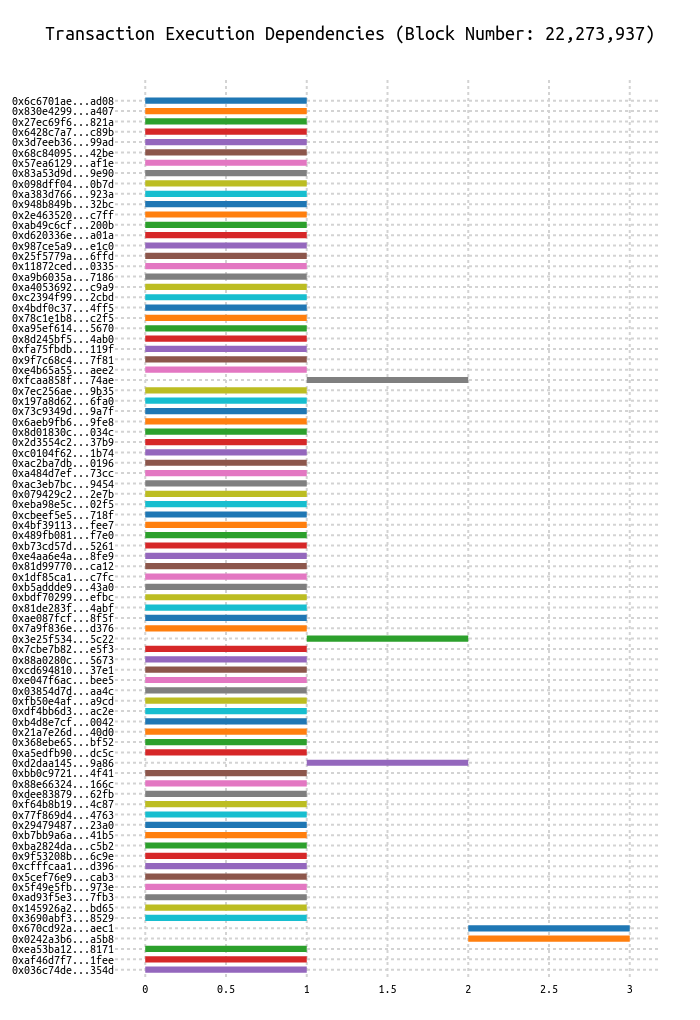 Transaction Execution Dependencies (Block Number: 22,273,937)
0x6c6701ae...ad08
0x830e4299...a407
0x27ec69f6...821a
0x6428c7a7...c89b
0x3d7eeb36...99ad
0x68c84095...42be
0x57ea6129...af1e
0x83a53d9d...9e90
0x098dff04...0b7d
0xa383d766...923a
0x948b849b...32bc
0x2e463520...c7ff
0xab49c6cf...200b
0xd620336e...a01a
0x987ce5a9...e1c0
0x25f5779a...6ffd
0x11872ced...0335
0xa9b6035a...7186
0xa4053692...c9a9
0xc2394f99...2cbd
0x4bdf0c37...4ff5
0x78c1e1b8...c2f5
0xa95ef614...5670
0x8d245bf5...4ab0
0xfa75fbdb...119f
0x9f7c68c4...7f81
0xe4b65a55...aee2
0xfcaa858f...74ae
0x7ec256ae...9b35
0x197a8d62...6fa0
0x73c9349d...9a7f
0x6aeb9fb6...9fe8
0x8d01830c...034c
0x2d3554c2...37b9
0xc0104f62...1b74
0xac2ba7db...0196
0xa484d7ef...73cc
0xac3eb7bc...9454
0x079429c2...2e7b
0xeba98e5c...02f5
0xcbeef5e5...718f
0x4bf39113...fee7
0x489fb081...f7e0
0xb73cd57d...5261
0xe4aa6e4a...8fe9
0x81d99770...ca12
0x1df85ca1...c7fc
0xb5addde9...43a0
0xbdf70299...efbc
0x81de283f...4abf
0xae087fcf...8f5f
0x7a9f836e...d376
0x3e25f534...5c22
0x7cbe7b82...e5f3
0x88a0280c...5673
0xcd694810...37e1
0xe047f6ac...bee5
0x03854d7d...aa4c
0xfb50e4af...a9cd
0xdf4bb6d3...ac2e
0xb4d8e7cf...0042
0x21a7e26d...40d0
0x368ebe65...bf52
0xa5edfb90...dc5c
0xd2daa145...9a86
0xbb0c9721...4f41
0x88e66324...166c
0xdee83879...62fb
0xf64b8b19...4c87
0x77f869d4...4763
0x29479487...23a0
0xb7bb9a6a...41b5
0xba2824da...c5b2
0x9f53208b...6c9e
0xcfffcaa1...d396
0x5cef76e9...cab3
0x5f49e5fb...973e
0xad93f5e3...7fb3
0x145926a2...bd65
0x3690abf3...8529
0x670cd92a...aec1
0x0242a3b6...a5b8
0xea53ba12...8171
0xaf46d7f7...1fee
0x036c74de...354d
0 0.5 1 1.5 2 2.5 3